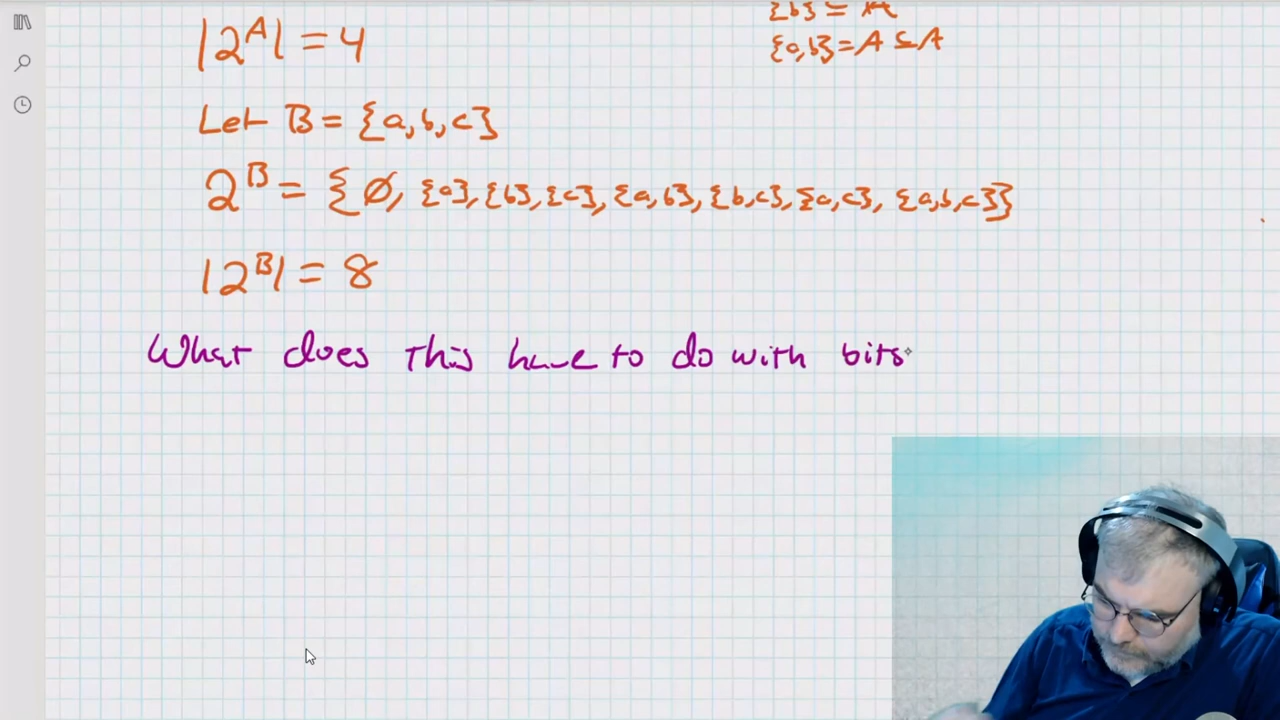 |2^A| = 4
{b} ⊆ A
{a,b} = A ⊆ A
Let B = {a,b,c}
2^B = {∅, {a}, {b}, {c}, {a,b}, {b,c}, {a,c}, {a,b,c}}
|2^B| = 8
What does this have to do with bits